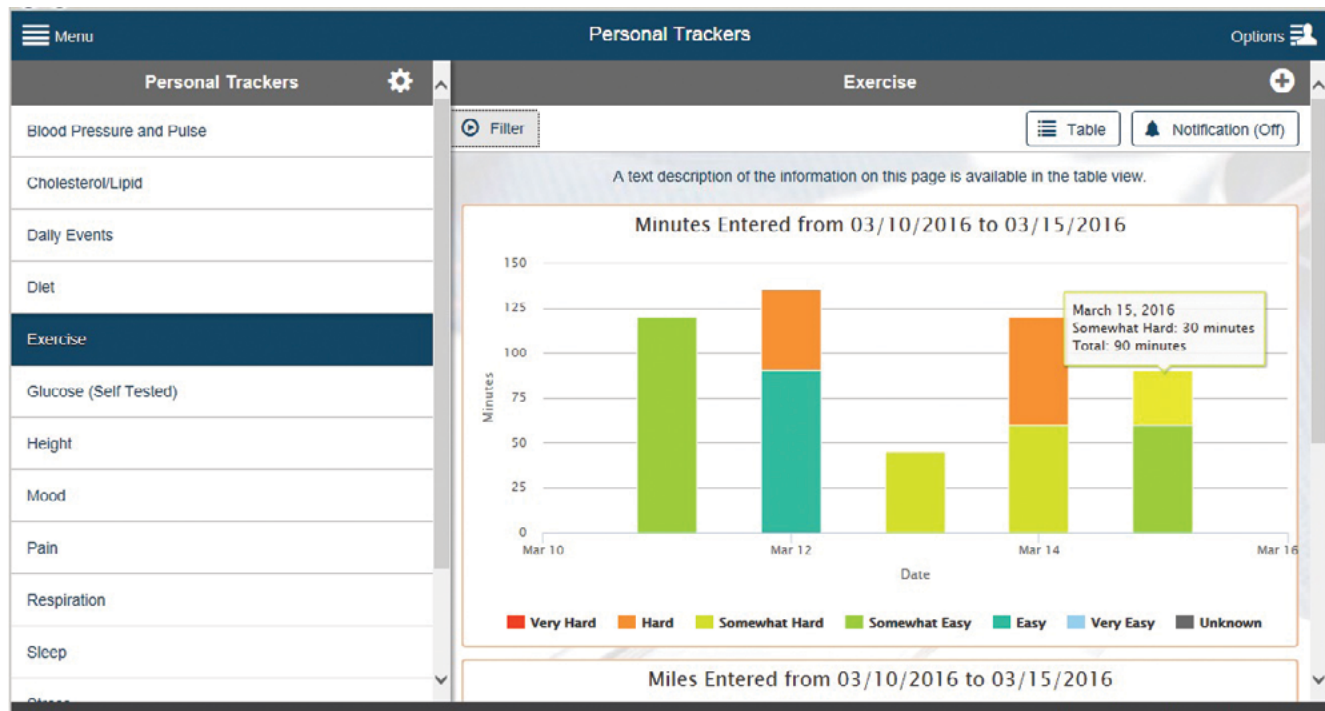 Menu
Personal Trackers
Options
Personal Trackers
Blood Pressure and Pulse
Cholesterol/Lipid
Daily Events
Diet
Exercise
Glucose (Self Tested)
Height
Mood
Pain
Respiration
Sleep
Exercise
Filter
Table
Notification (Off)
A text description of the information on this page is available in the table view.
Minutes Entered from 03/10/2016 to 03/15/2016
150
125
100
75
50
25
0
Minutes
March 15, 2016
Somewhat Hard: 30 minutes
Total: 90 minutes
Mar 10
Mar 12
Mar 14
Mar 16
Date
Very Hard
Hard
Somewhat Hard
Somewhat Easy
Easy
Very Easy
Unknown
Miles Entered from 03/10/2016 to 03/15/2016